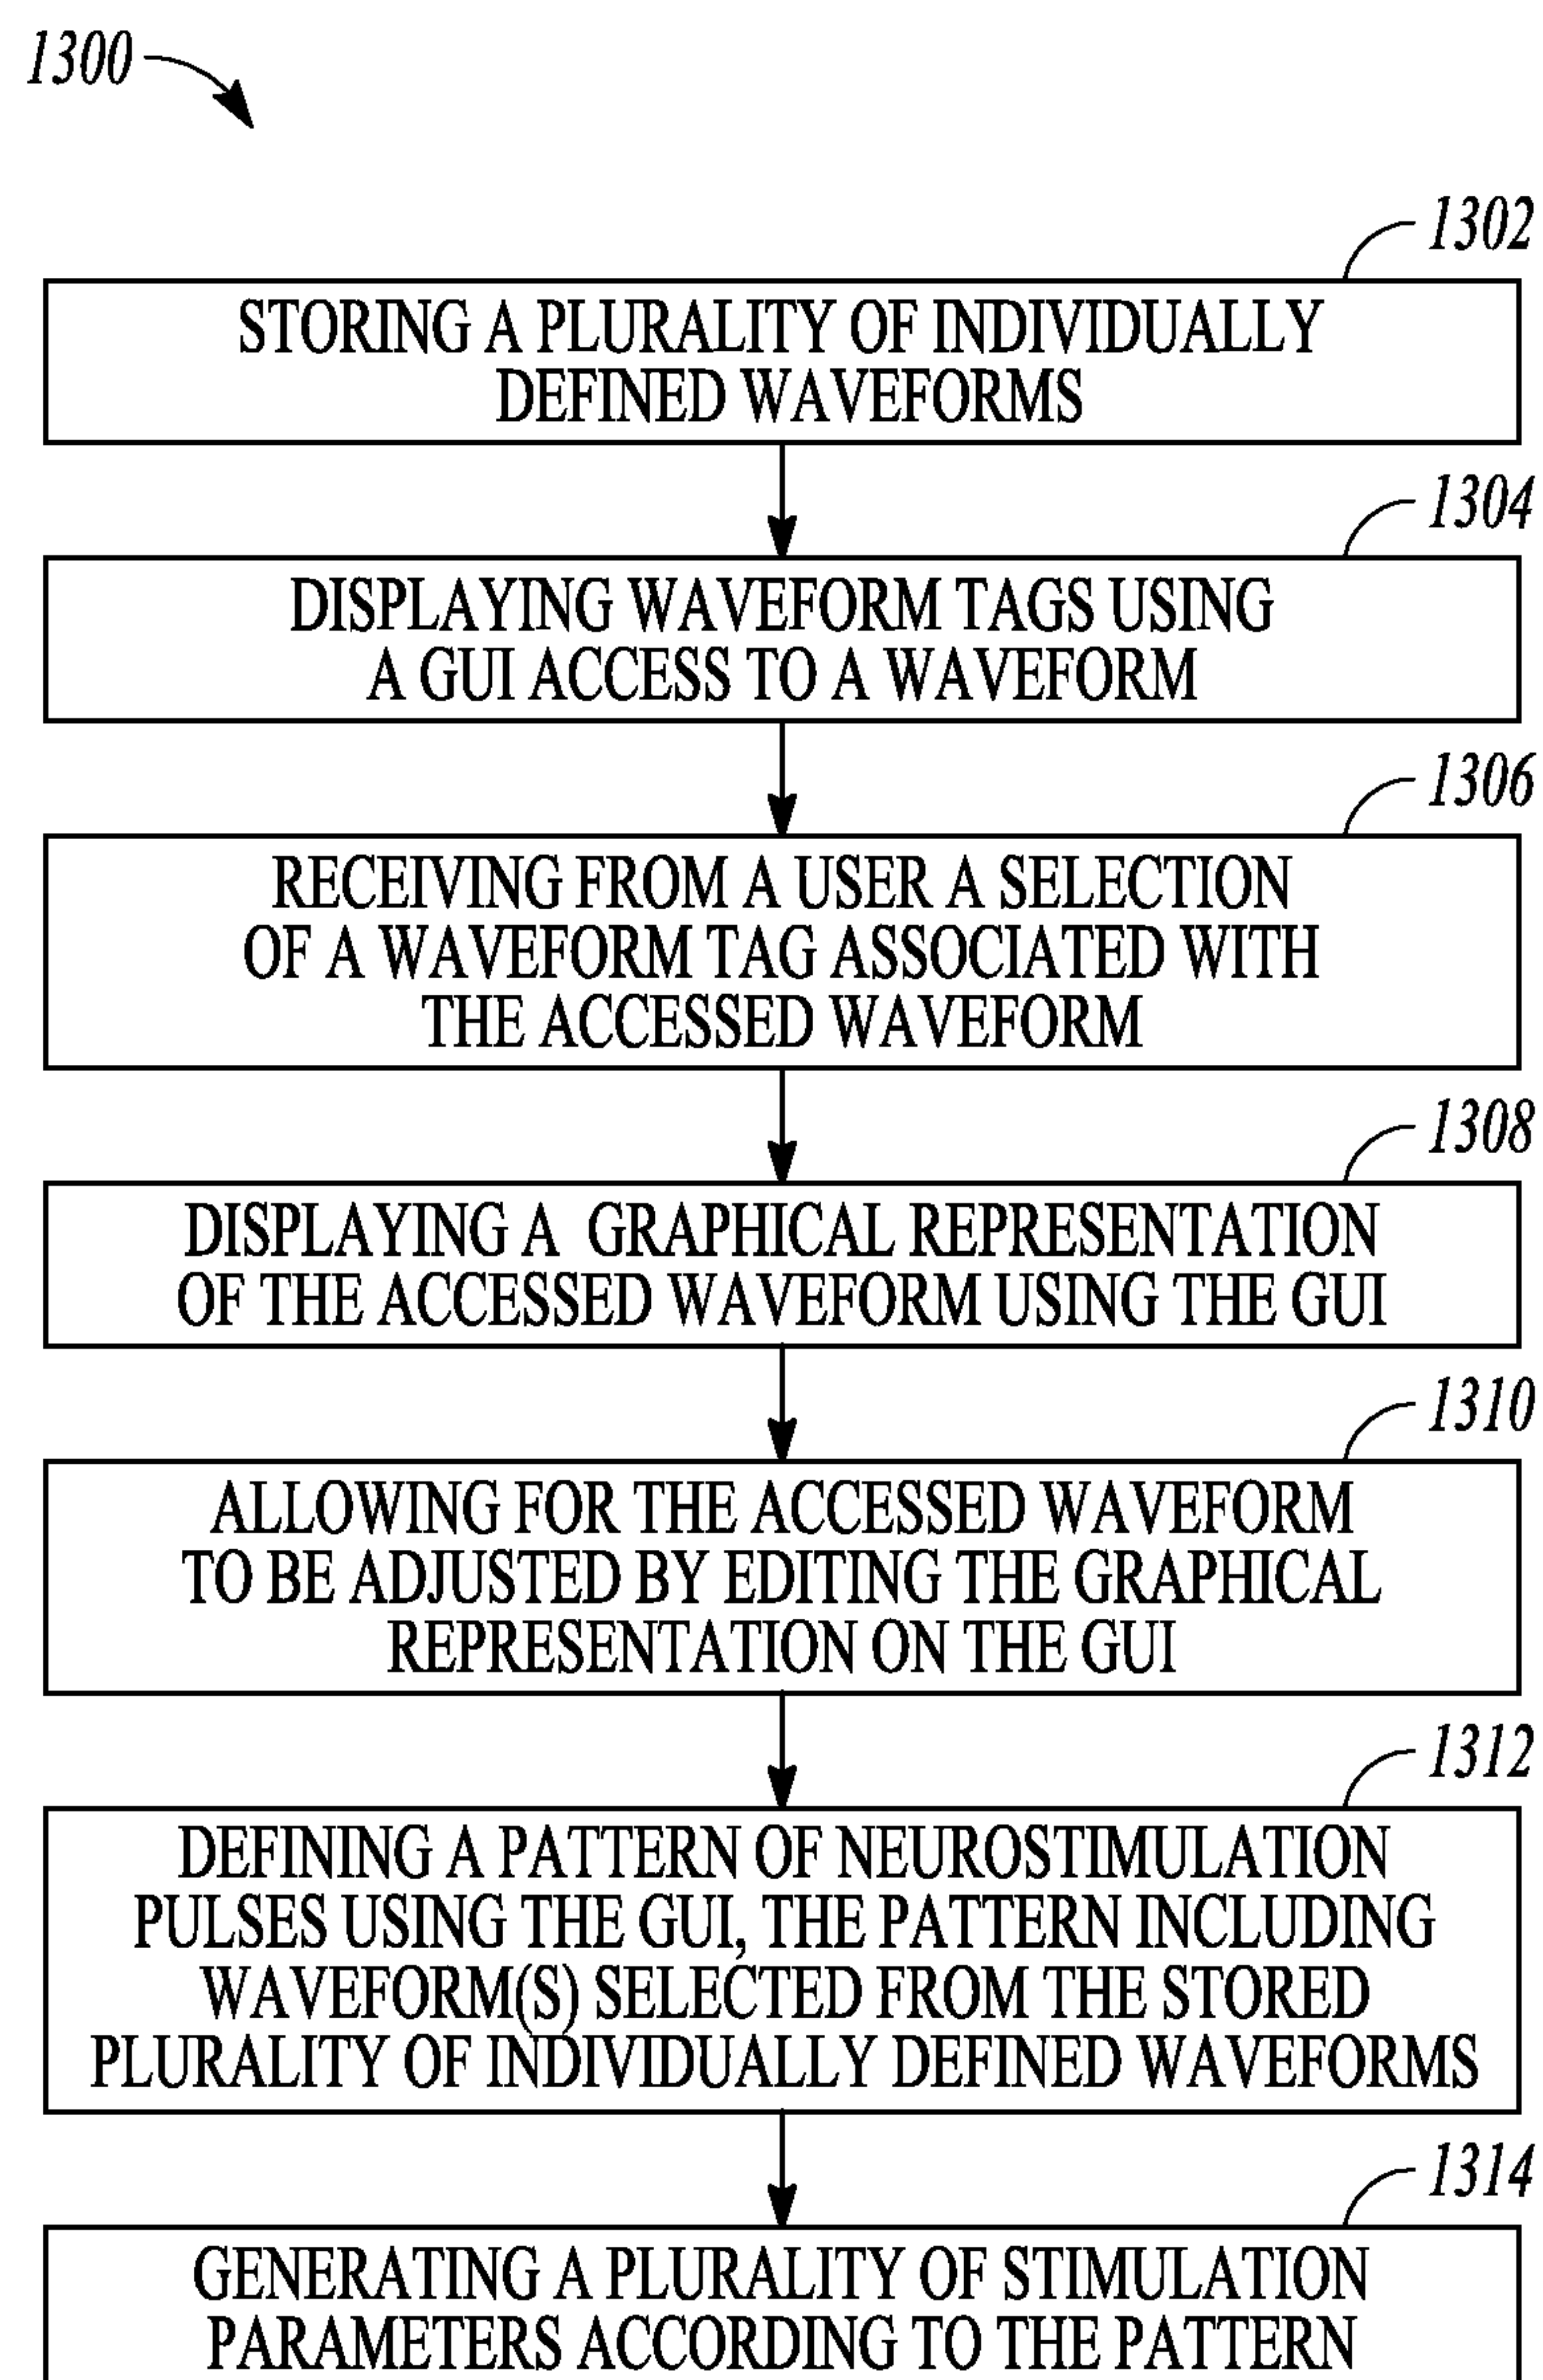 1300
1302
STORING A PLURALITY OF INDIVIDUALLY
DEFINED WAVEFORMS
1304
DISPLAYING WAVEFORM TAGS USING
A GUI ACCESS TO A WAVEFORM
1306
RECEIVING FROM A USER A SELECTION
OF A WAVEFORM TAG ASSOCIATED WITH
THE ACCESSED WAVEFORM
1308
DISPLAYING A GRAPHICAL REPRESENTATION
OF THE ACCESSED WAVEFORM USING THE GUI
1310
ALLOWING FOR THE ACCESSED WAVEFORM
TO BE ADJUSTED BY EDITING THE GRAPHICAL
REPRESENTATION ON THE GUI
1312
DEFINING A PATTERN OF NEUROSTIMULATION
PULSES USING THE GUI, THE PATTERN INCLUDING
WAVEFORM(S) SELECTED FROM THE STORED
PLURALITY OF INDIVIDUALLY DEFINED WAVEFORMS
1314
GENERATING A PLURALITY OF STIMULATION
PARAMETERS ACCORDING TO THE PATTERN